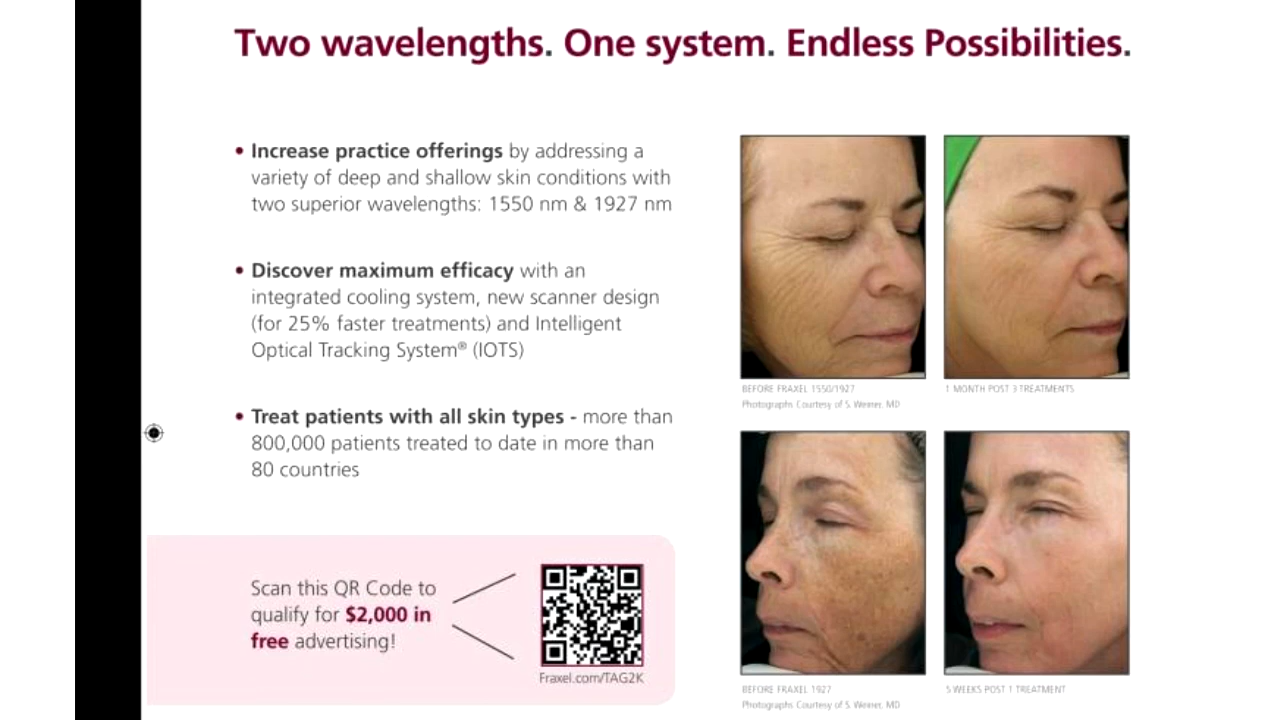 Two wavelengths. One system. Endless Possibilities.
• Increase practice offerings by addressing a
variety of deep and shallow skin conditions with
two superior wavelengths: 1550 nm & 1927 nm
• Discover maximum efficacy with an
integrated cooling system, new scanner design
(for 25% faster treatments) and Intelligent
Optical Tracking System® (IOTS)
• Treat patients with all skin types - more than
800,000 patients treated to date in more than
80 countries
Scan this QR Code to
qualify for $2,000 in
free advertising!
Fraxel.com/TAG2K
BEFORE FRAXEL 1550/1927
Photographs Courtesy of S. Weiner, MD
1 MONTH POST 3 TREATMENTS
BEFORE FRAXEL 1927
Photographs Courtesy of S. Weiner, MD
5 WEEKS POST 1 TREATMENT